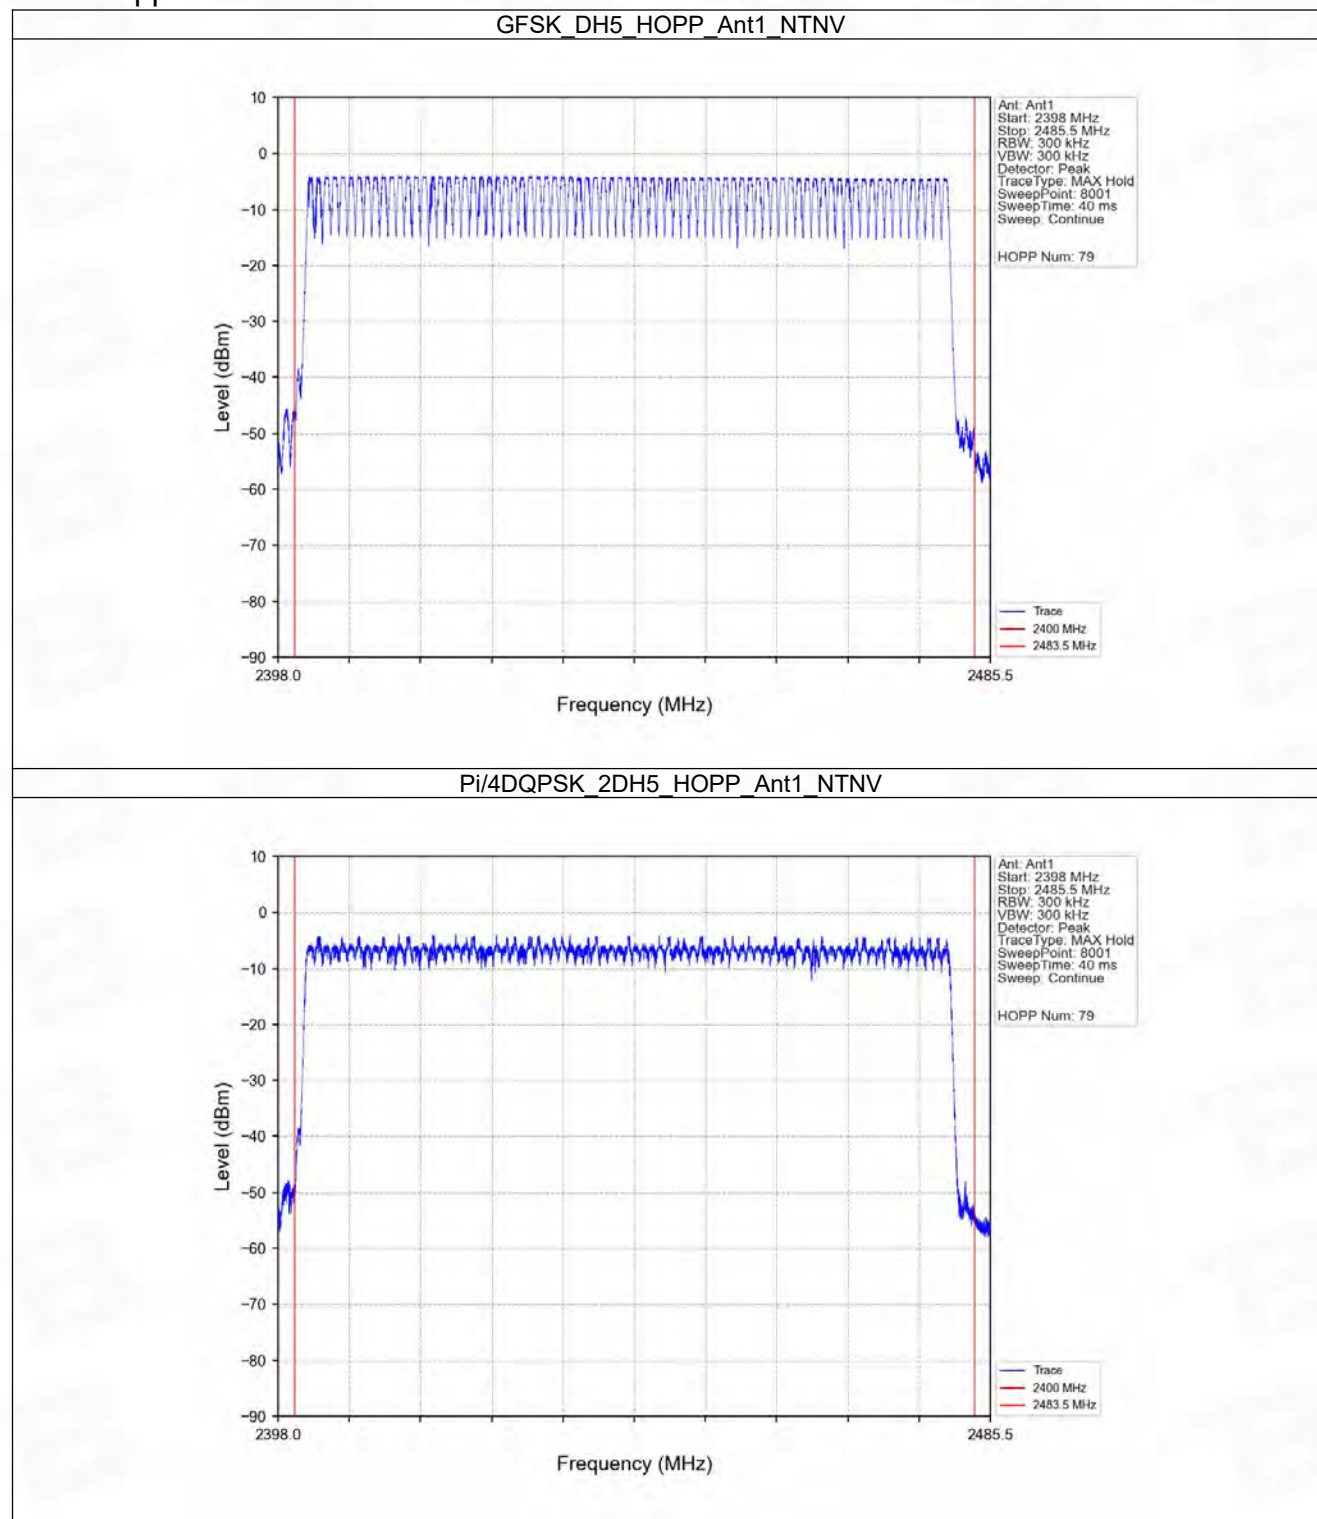 GFSK_DH5_HOPP_Ant1_NTNV
10
0
−10
−20
−30
−40
−50
−60
−70
−80
−90
Level (dBm)
2398.0
2485.5
Frequency (MHz)
Ant: Ant1
Start: 2398 MHz
Stop: 2485.5 MHz
RBW: 300 kHz
VBW: 300 kHz
Detector: Peak
TraceType: MAX Hold
SweepPoint: 8001
SweepTime: 40 ms
Sweep: Continue
HOPP Num: 79
Trace
2400 MHz
2483.5 MHz
Pi/4DQPSK_2DH5_HOPP_Ant1_NTNV
10
0
−10
−20
−30
−40
−50
−60
−70
−80
−90
Level (dBm)
2398.0
2485.5
Frequency (MHz)
Ant: Ant1
Start: 2398 MHz
Stop: 2485.5 MHz
RBW: 300 kHz
VBW: 300 kHz
Detector: Peak
TraceType: MAX Hold
SweepPoint: 8001
SweepTime: 40 ms
Sweep: Continue
HOPP Num: 79
Trace
2400 MHz
2483.5 MHz